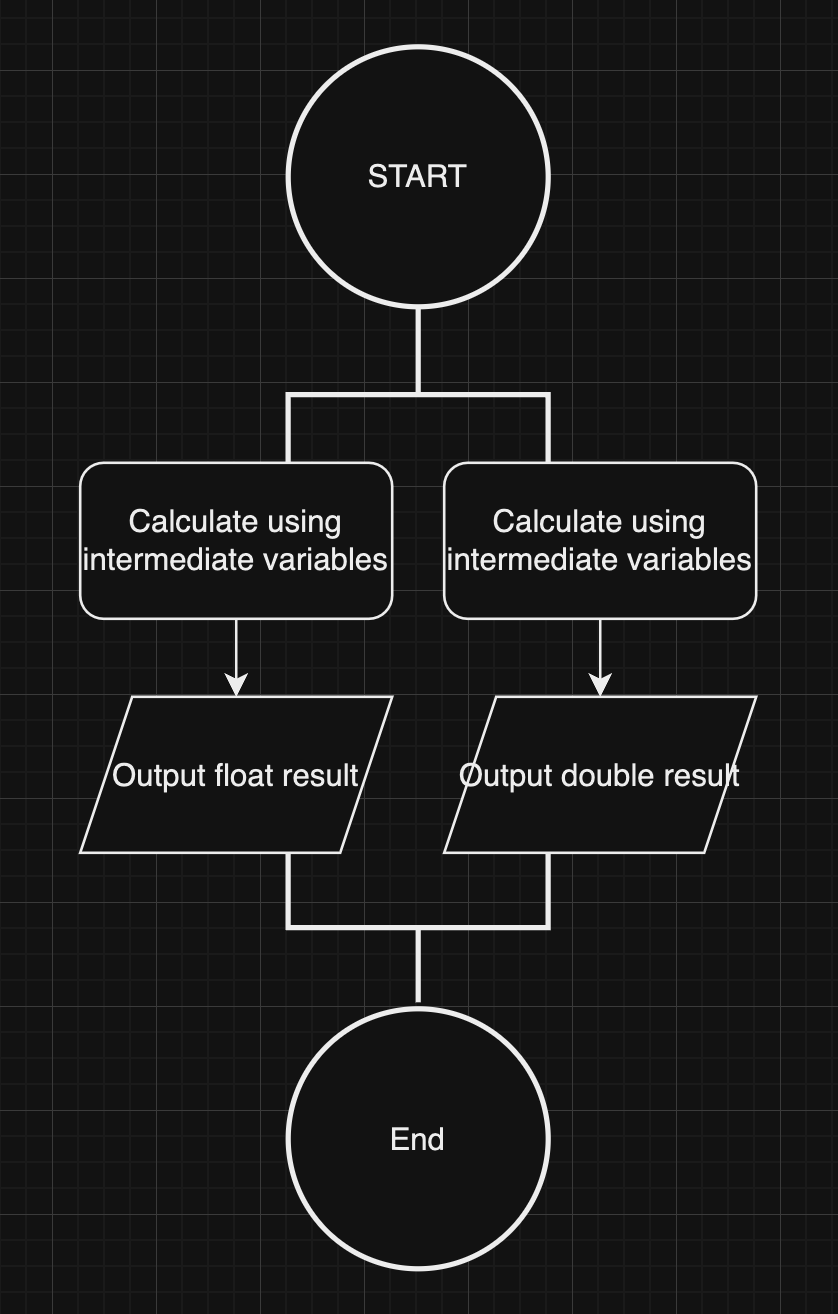 START
Calculate using
intermediate variables
Calculate using
intermediate variables
Output float result
Output double result
End